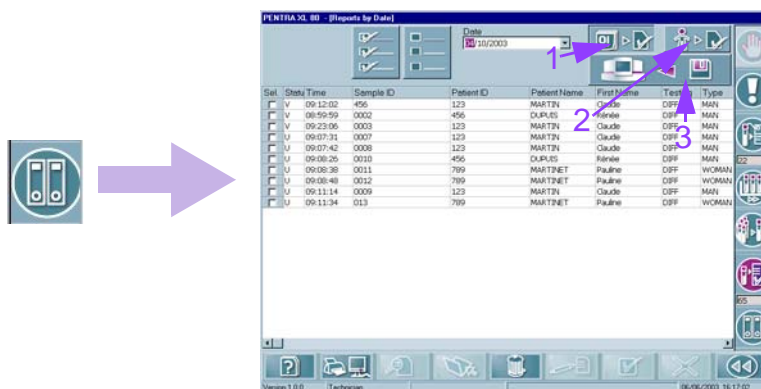 PENTRA XL 80 - [Reports by Date]
Date
04/10/2003
01
1
2
3
Sel. Statu Time Sample ID Patient ID Patient Name First Name Testing Type
V 09:12:02 456 123 MARTIN Claude DIFF MAN
V 08:59:59 0002 456 DUPUIS Rénée DIFF MAN
V 09:23:06 0003 123 MARTIN Claude DIFF MAN
U 09:07:31 0007 123 MARTIN Claude DIFF MAN
U 09:07:42 0008 123 MARTIN Claude DIFF MAN
U 09:08:26 0010 456 DUPUIS Rénée DIFF MAN
U 09:08:38 0011 789 MARTINET Pauline DIFF WOMAN
U 09:08:48 0012 789 MARTINET Pauline DIFF WOMAN
U 09:11:14 0009 123 MARTIN Claude DIFF MAN
U 09:11:34 013 789 MARTINET Pauline DIFF WOMAN
22
65
Version 1.0.0 Technician 06/06/2003 16:17:02